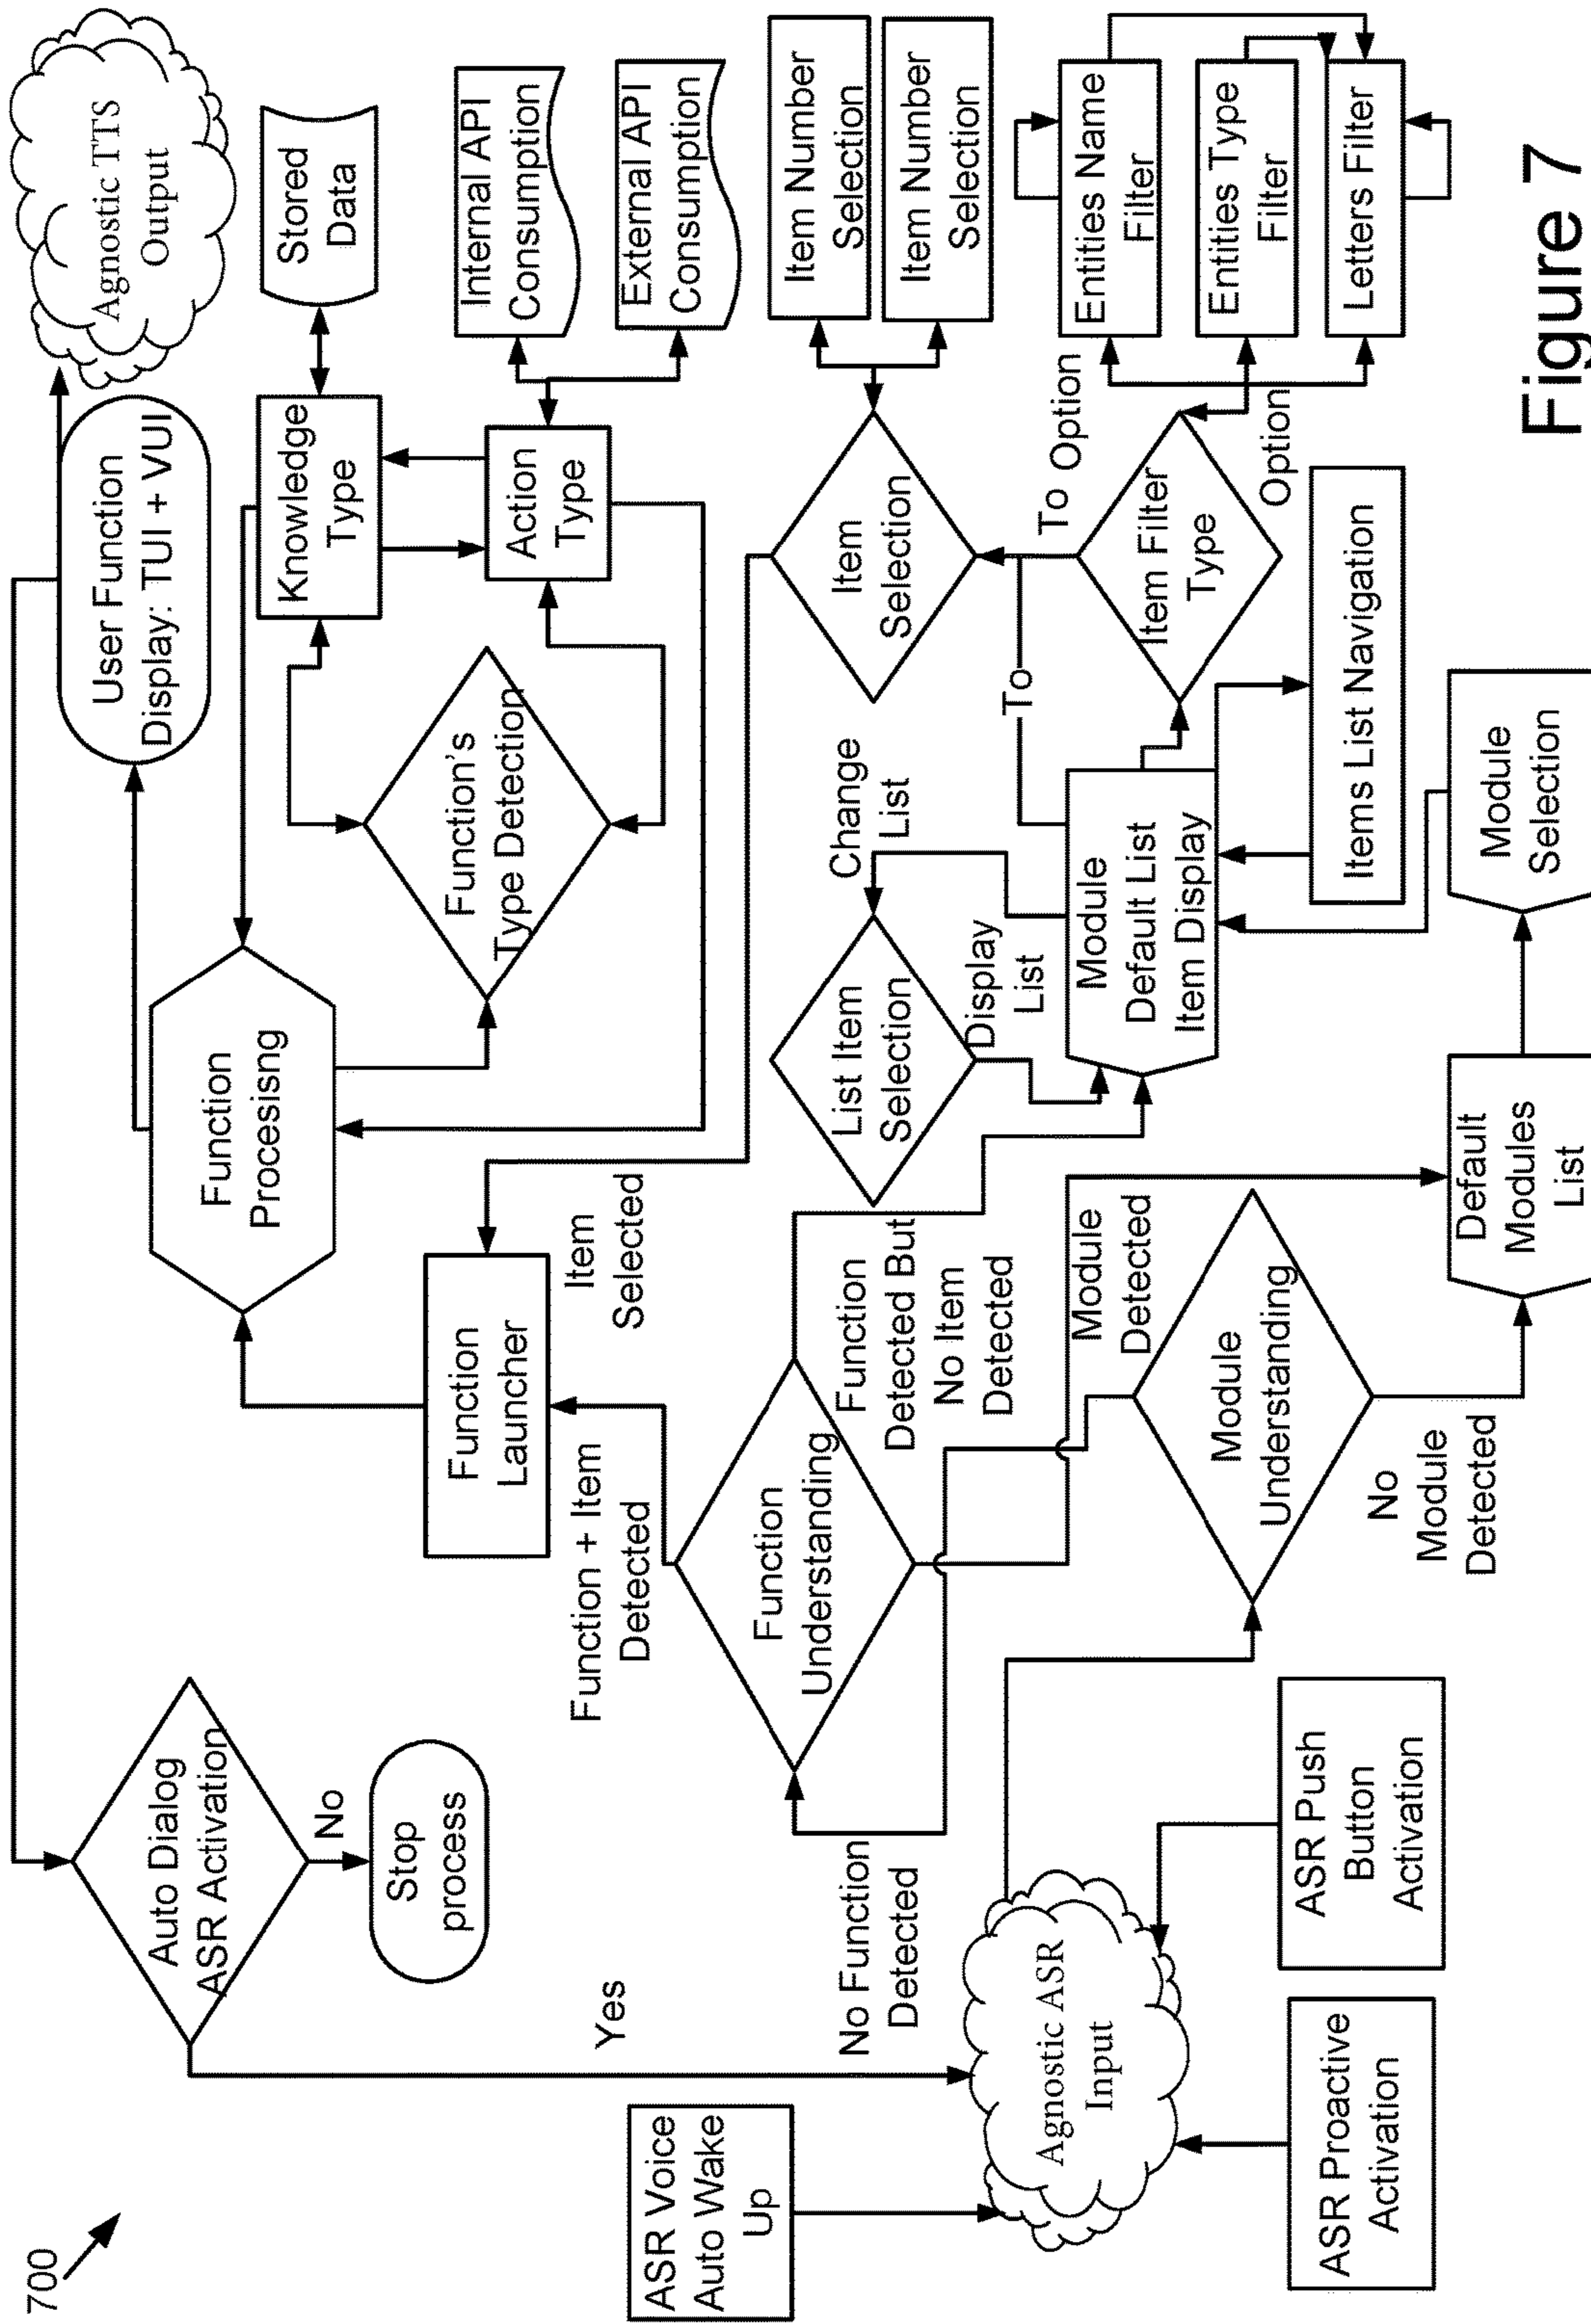 700
Auto Dialog
ASR Activation
No
Stop
process
Yes
ASR Voice
Auto Wake
Up
Agnostic ASR
Input
ASR Proactive
Activation
ASR Push
Button
Activation
No Function
Detected
Function
Understanding
Function + Item
Detected
Function
Launcher
Item
Selected
Function
Detected But
No Item
Detected
Module
Detected
Module
Understanding
No
Module
Detected
Default
Modules
List
Module
Selection
Function
Procesisng
User Function
Display: TUI + VUI
Agnostic TTS
Output
Function's
Type Detection
Knowledge
Type
Stored
Data
Action
Type
Internal API
Consumption
External API
Consumption
List Item
Selection
Change
List
Display
List
Module
Default List
Item Display
Items List Navigation
To
Item
Selection
To Option
Item Filter
Type
Option
Item Number
Selection
Item Number
Selection
Entities Name
Filter
Entities Type
Filter
Letters Filter
Figure 7